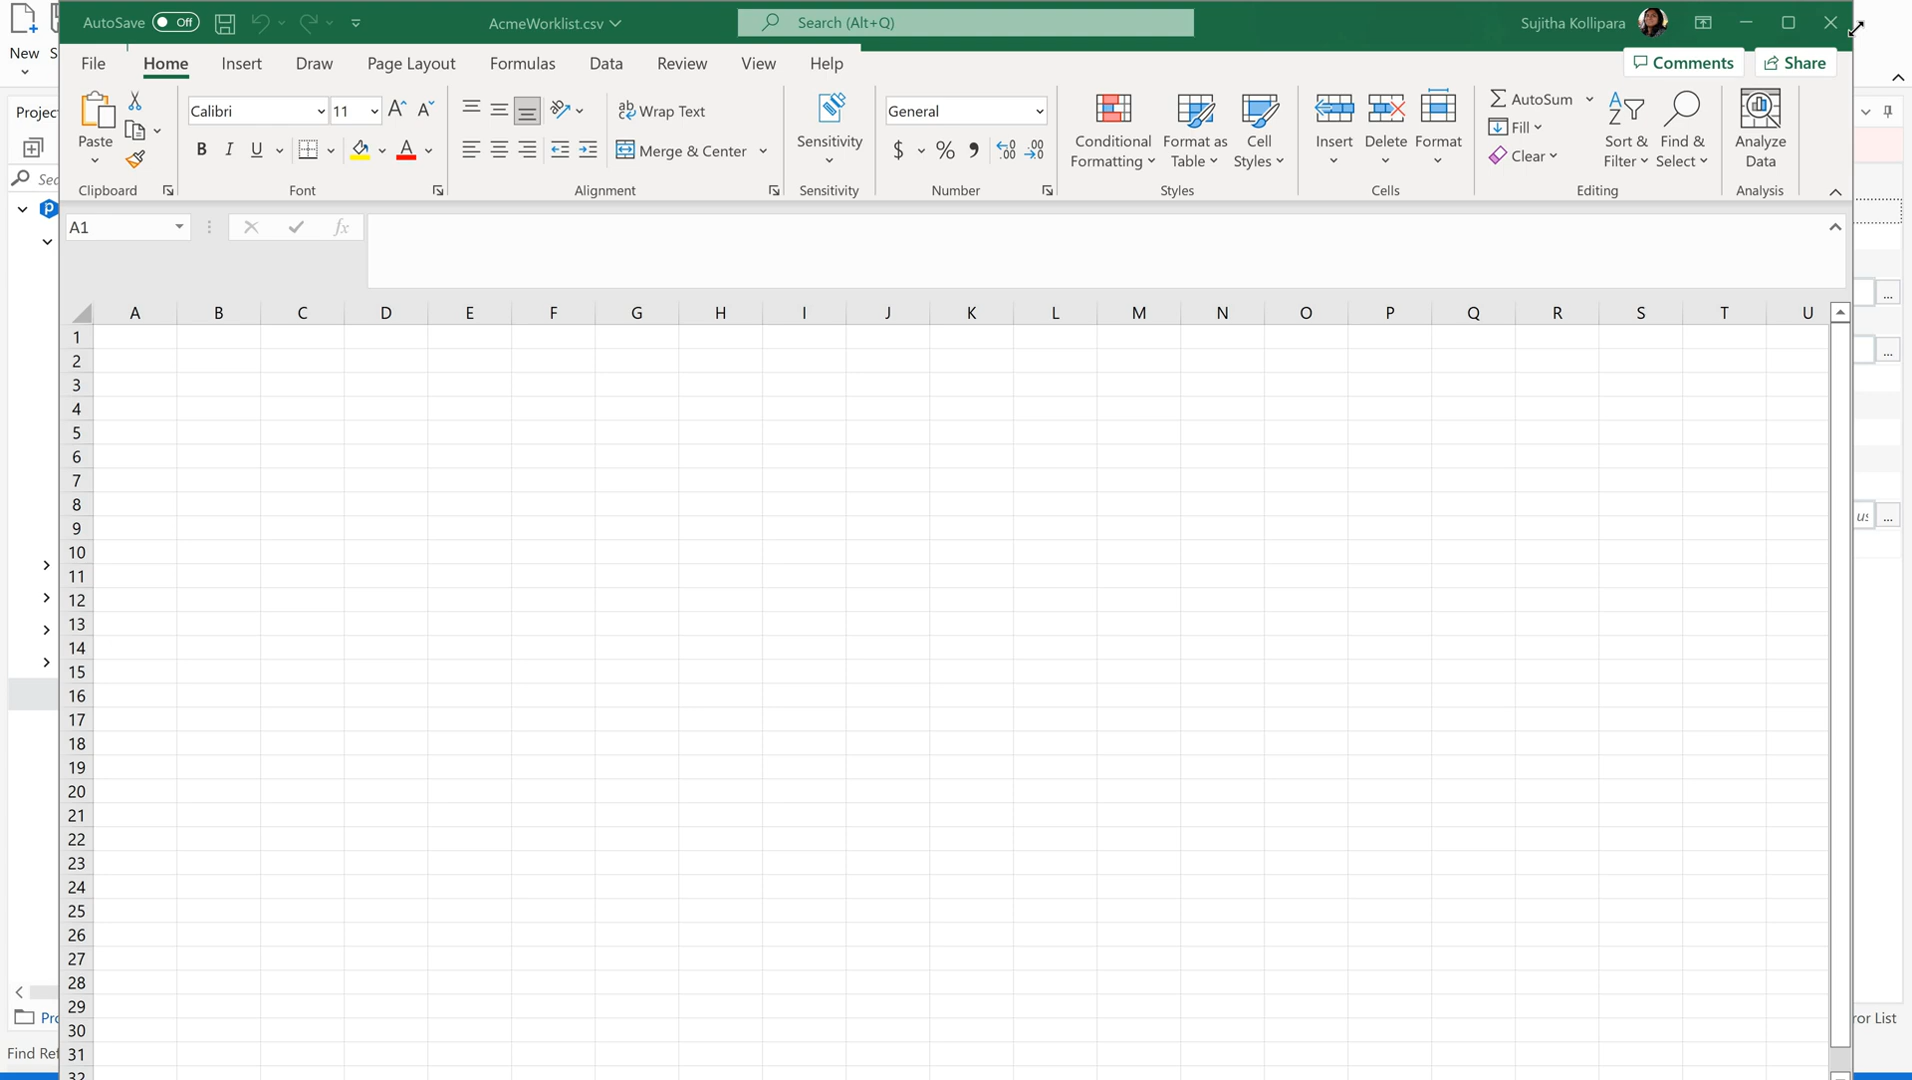 AutoSave Off AcmeWorklist.csv Search (Alt+Q) Sujitha Kollipara
New
File Home Insert Draw Page Layout Formulas Data Review View Help Comments Share
Calibri 11 Wrap Text General AutoSum
Fill
Paste Merge & Center $ % Sensitivity Conditional Formatting Format as Table Cell Styles Insert Delete Format Clear Sort & Filter Find & Select Analyze Data
B I U A
Clipboard Font Alignment Sensitivity Number Styles Cells Editing Analysis
A1 fx
A B C D E F G H I J K L M N O P Q R S T U
1
2
3
4
5
6
7
8
9
10
11
12
13
14
15
16
17
18
19
20
21
22
23
24
25
26
27
28
29
30
31
32
Find
List